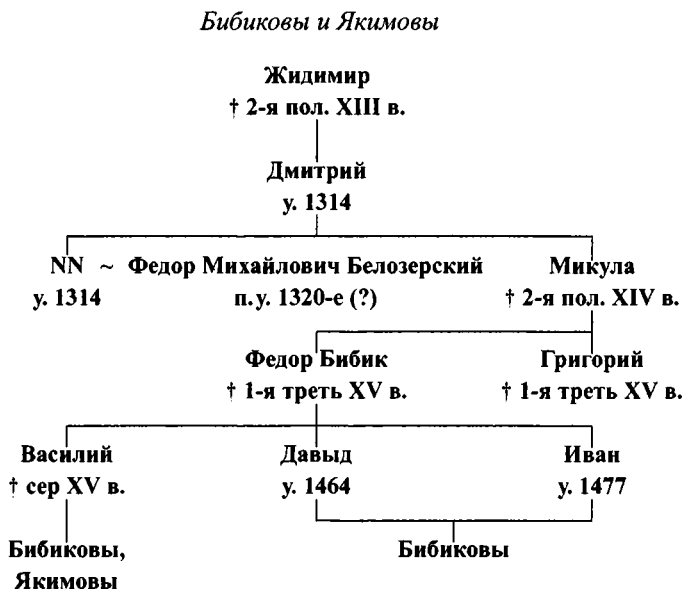 Бибиковы и Якимовы
Жидимир
† 2-я пол. XIII в.
Дмитрий
у. 1314
NN ~ Федор Михайлович Белозерский Микула
у. 1314 п.у. 1320-е (?) † 2-я пол. XIV в.
Федор Бибик Григорий
† 1-я треть XV в. † 1-я треть XV в.
Василий Давыд Иван
† сер XV в. у. 1464 у. 1477
Бибиковы, Бибиковы
Якимовы